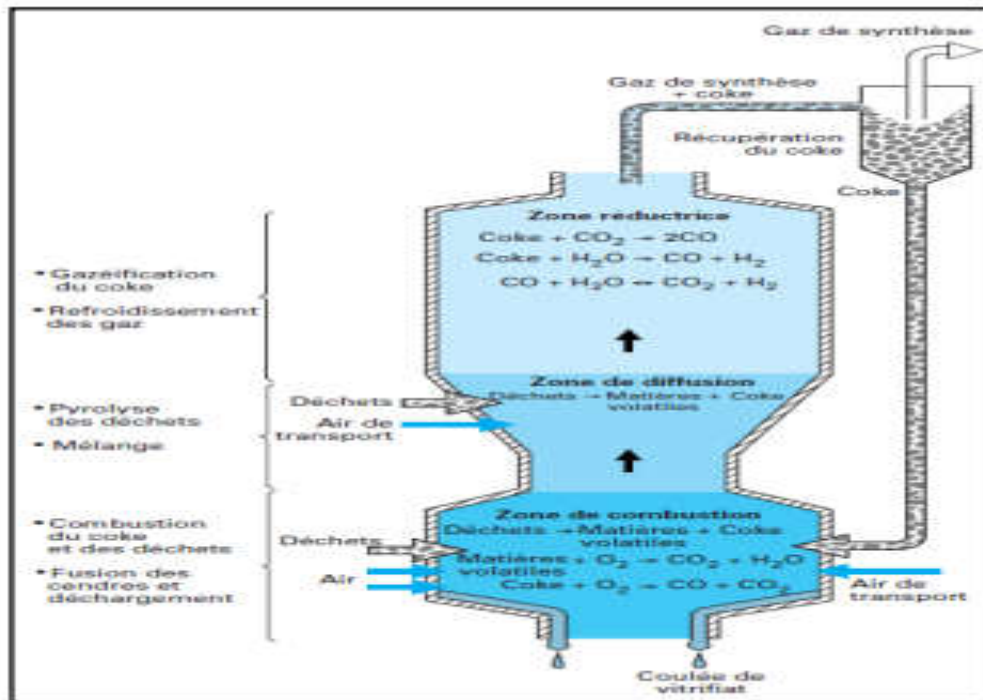 Gaz de synthèse
Gaz de synthèse
+ coke
Récupération
du coke
Coke
Zone réductrice
Coke + CO₂ → 2CO
Coke + H₂O → CO + H₂
CO + H₂O ↔ CO₂ + H₂
• Gazéification
du coke
• Refroidissement
des gaz
Zone de diffusion
Déchets → Matières + Coke
volatiles
Déchets
Air de
transport
• Pyrolyse
des déchets
• Mélange
Zone de combustion
Déchets → Matières + Coke
volatiles
Matières + O₂ → CO₂ + H₂O
volatiles
Coke + O₂ → CO + CO₂
• Combustion
du coke
et des déchets
• Fusion des
cendres et
déchargement
Déchets
Air
Air de
transport
Coulée de
vitrifiat